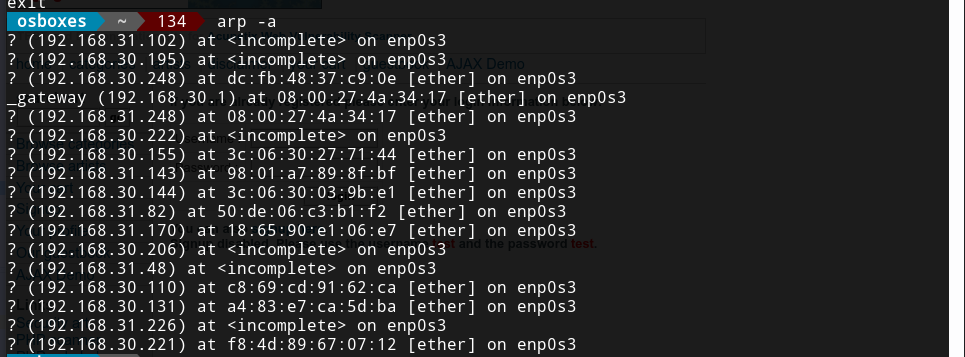 exit
osboxes ~ 134 arp -a
? (192.168.31.102) at <incomplete> on enp0s3
? (192.168.30.195) at <incomplete> on enp0s3
? (192.168.30.248) at dc:fb:48:37:c9:0e [ether] on enp0s3
_gateway (192.168.30.1) at 08:00:27:4a:34:17 [ether] on enp0s3
? (192.168.31.248) at 08:00:27:4a:34:17 [ether] on enp0s3
? (192.168.30.222) at <incomplete> on enp0s3
? (192.168.30.155) at 3c:06:30:27:71:44 [ether] on enp0s3
? (192.168.31.143) at 98:01:a7:89:8f:bf [ether] on enp0s3
? (192.168.30.144) at 3c:06:30:03:9b:e1 [ether] on enp0s3
? (192.168.31.82) at 50:de:06:c3:b1:f2 [ether] on enp0s3
? (192.168.31.170) at 18:65:90:e1:06:e7 [ether] on enp0s3
? (192.168.30.206) at <incomplete> on enp0s3
? (192.168.31.48) at <incomplete> on enp0s3
? (192.168.30.110) at c8:69:cd:91:62:ca [ether] on enp0s3
? (192.168.30.131) at a4:83:e7:ca:5d:ba [ether] on enp0s3
? (192.168.31.226) at <incomplete> on enp0s3
? (192.168.30.221) at f8:4d:89:67:07:12 [ether] on enp0s3
AJAX Demo
and the password test.